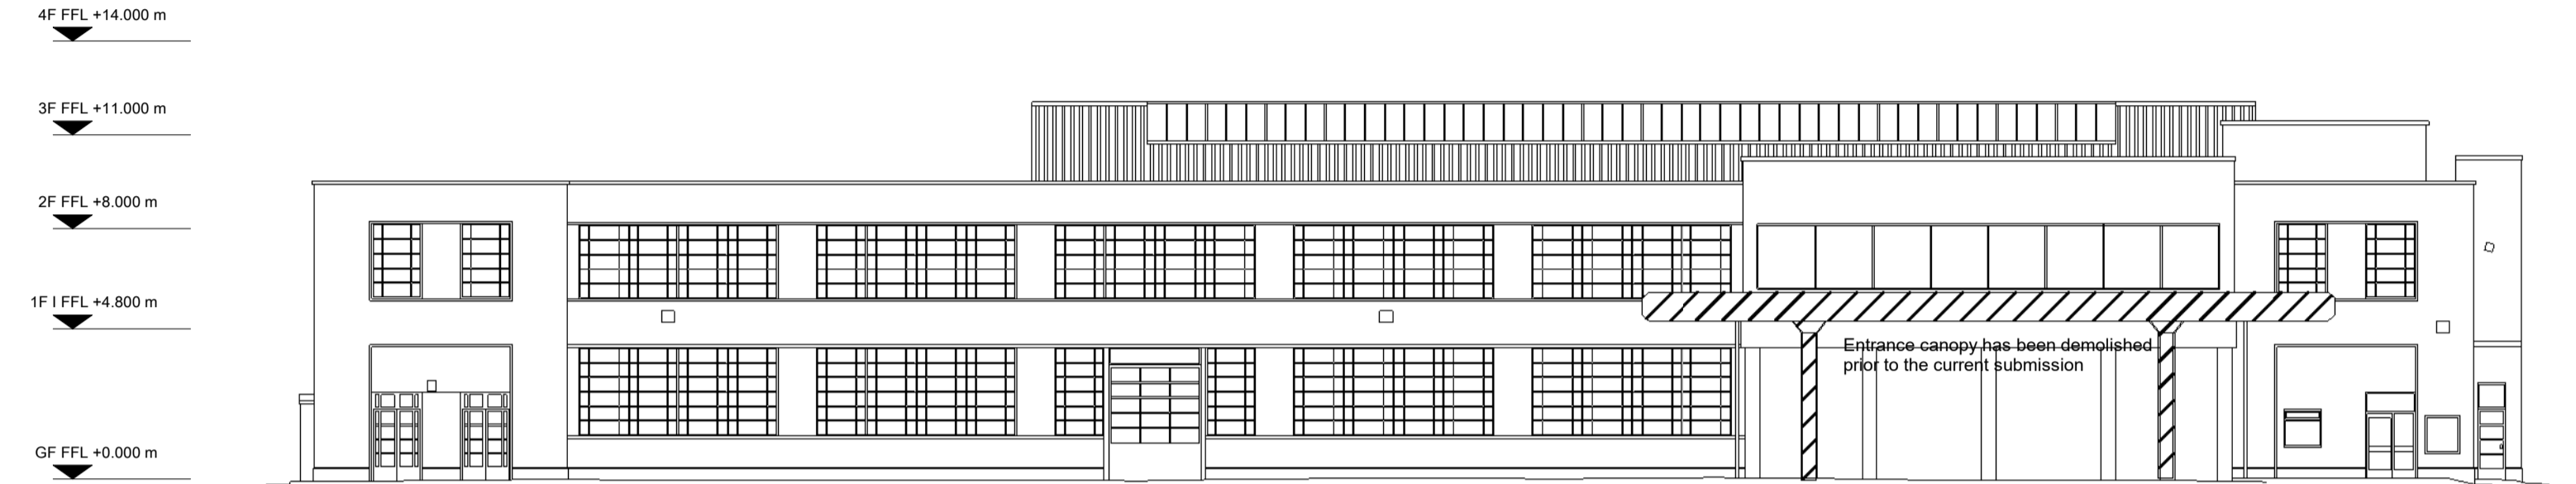 4F FFL +14.000 m
3F FFL +11.000 m
2F FFL +8.000 m
1F I FFL +4.800 m
Entrance canopy has been demolished
prior to the current submission
GF FFL +0.000 m